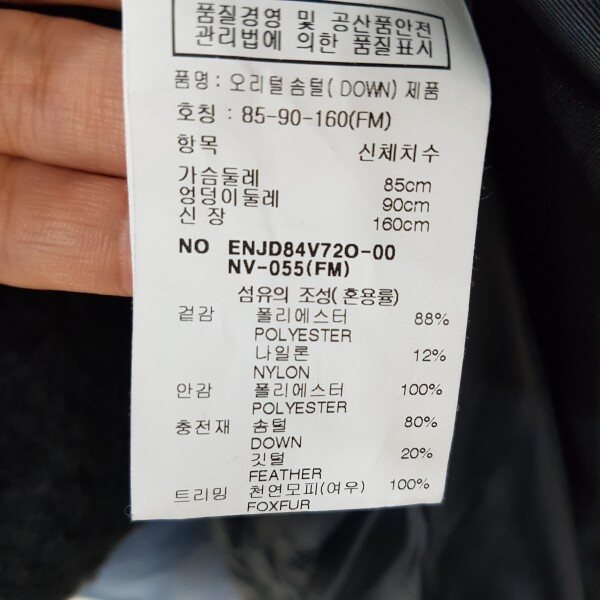 품질경영 및 공산품안전
관리법에 의한 품질표시
품명: 오리털솜털(DOWN) 제품
호칭 : 85-90-160(FM)
항목 신체치수
가슴둘레 85cm
엉덩이둘레 90cm
신 장 160cm
NO ENJD84V72O-00
NV-055(FM)
섬유의 조성(혼용률)
겉감 폴리에스터 88%
POLYESTER
나일론 12%
NYLON
안감 폴리에스터 100%
POLYESTER
충전재 솜털 80%
DOWN
깃털 20%
FEATHER
트리밍 천연모피(여우) 100%
FOXFUR